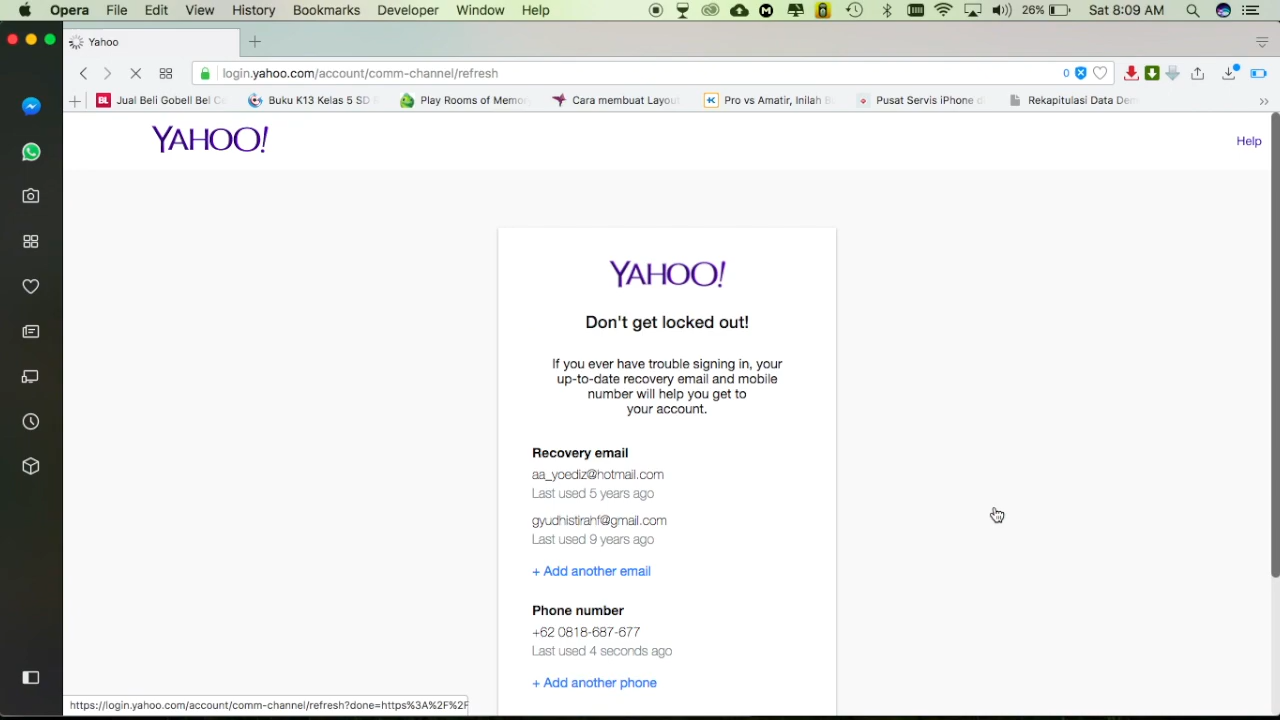 Opera File Edit View History Bookmarks Developer Window Help 26% Sat 8:09 AM
Yahoo
login.yahoo.com/account/comm-channel/refresh 0
BL Jual Beli Gobell Bel Buku K13 Kelas 5 SD Play Rooms of Memo Cara membuat Layout Pro vs Amatir, Inilah Pusat Servis iPhone Rekapitulasi Data
YAHOO!
Help
YAHOO!
Don't get locked out!
If you ever have trouble signing in, your
up-to-date recovery email and mobile
number will help you get to
your account.
Recovery email
aa_yoediz@hotmail.com
Last used 5 years ago
gyudhistirahf@gmail.com
Last used 9 years ago
+ Add another email
Phone number
+62 0818-687-677
Last used 4 seconds ago
+ Add another phone
https://login.yahoo.com/account/comm-channel/refresh?done=https%3A%2F%2F